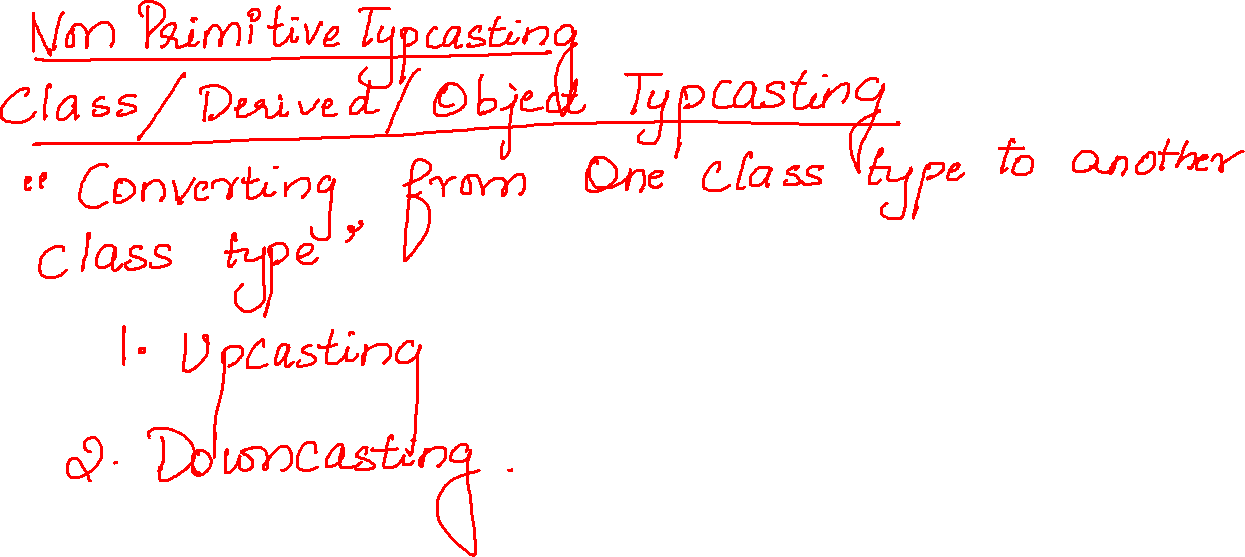 Non Primitive Typcasting
Class/ Derived/ Object Typcasting
"Converting from One class type to another
class type"
1. Upcasting
2. Downcasting.